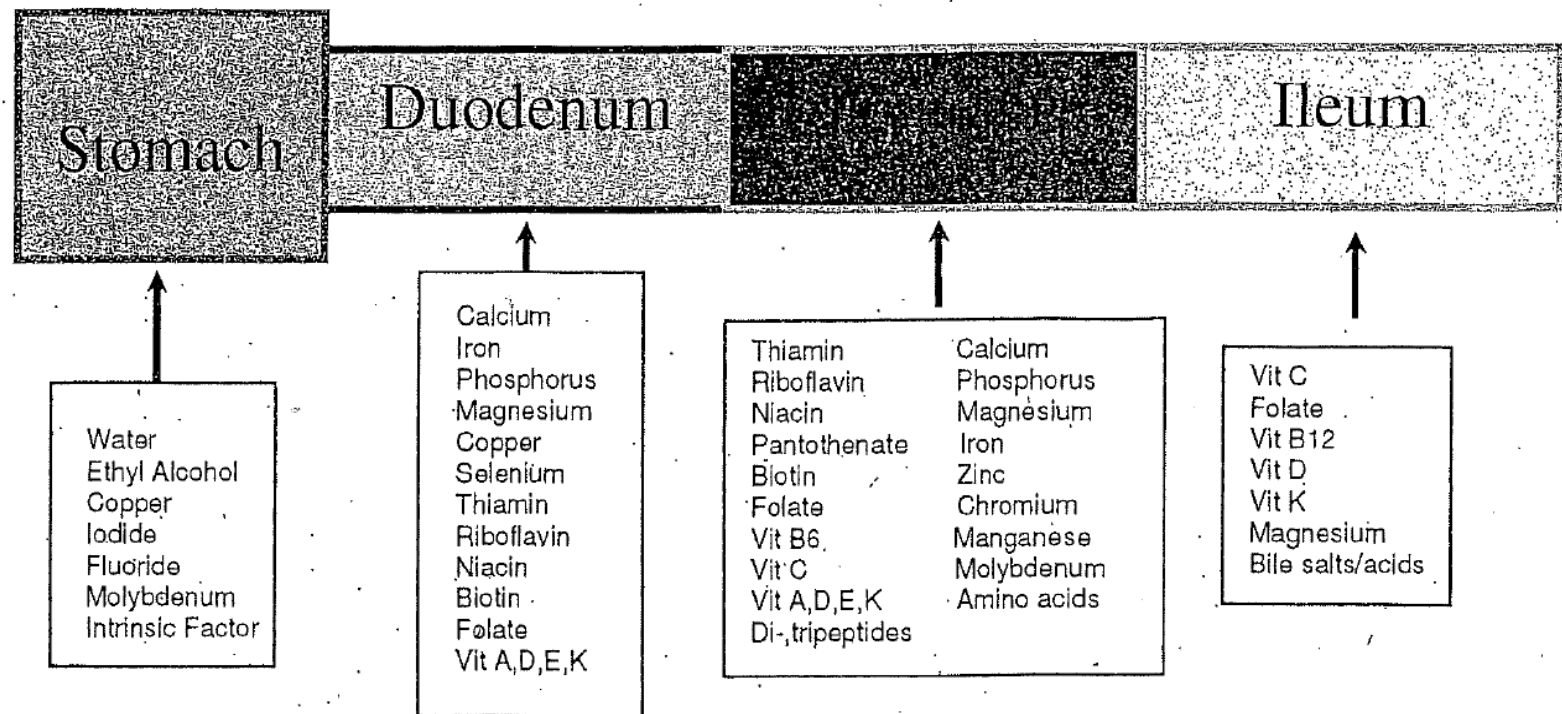 Stomach
Duodenum
Ileum
Water
Ethyl Alcohol
Copper
Iodide
Fluoride
Molybdenum
Intrinsic Factor
Calcium
Iron
Phosphorus
Magnesium
Copper
Selenium
Thiamin
Riboflavin
Niacin
Biotin
Folate
Vit A,D,E,K
Thiamin
Riboflavin
Niacin
Pantothenate
Biotin
Folate
Vit B6
Vit C
Vit A,D,E,K
Di-,tripeptides
Calcium
Phosphorus
Magnesium
Iron
Zinc
Chromium
Manganese
Molybdenum
Amino acids
Vit C
Folate
Vit B12
Vit D
Vit K
Magnesium
Bile salts/acids